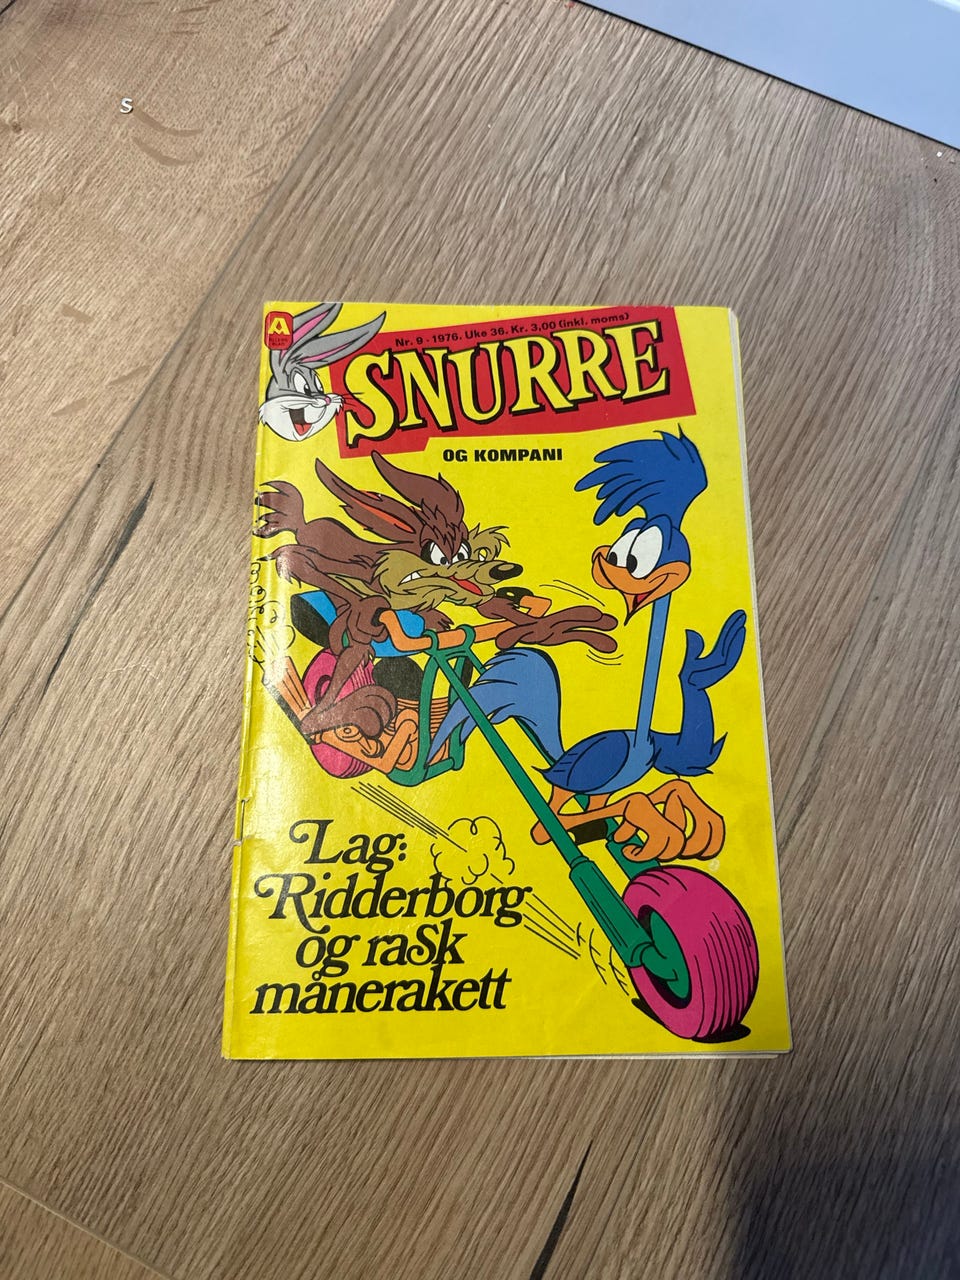 S
A
Nr. 9 - 1976. Uke 36. Kr. 3,00 (inkl. moms)
SNURRE
OG KOMPANI
Lag:
Ridderborg
og raSk
månerakett